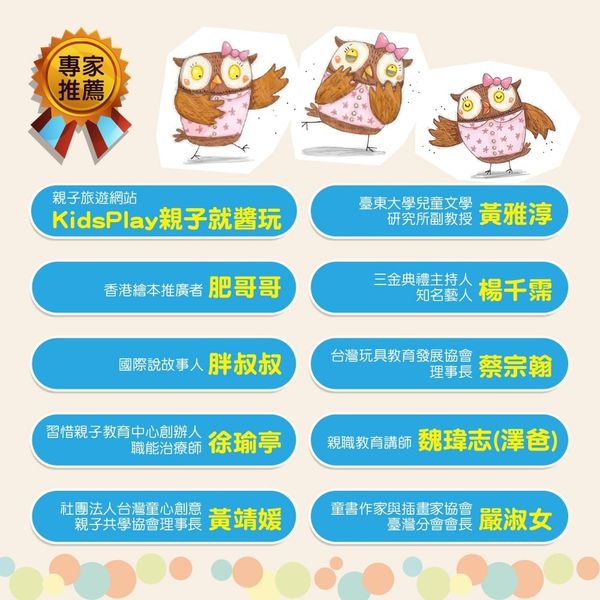 專家
推薦
親子旅遊網站
KidsPlay親子就醬玩
臺東大學兒童文學
研究所副教授 黃雅淳
香港繪本推廣者 肥哥哥
三金典禮主持人
知名藝人 楊千霈
國際說故事人 胖叔叔
台灣玩具教育發展協會
理事長 蔡宗翰
習惜親子教育中心創辦人
職能治療師 徐瑜亭
親職教育講師 魏瑋志(澤爸)
社團法人台灣童心創意
親子共學協會理事長 黃靖媛
童書作家與插畫家協會
臺灣分會會長 嚴淑女